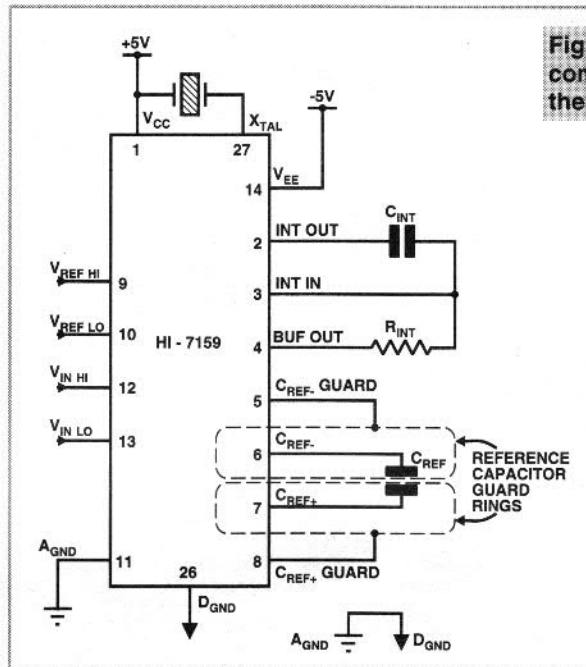 Fig
com
the
+5V
-5V
VCC
XTAL
1
27
14
VEE
2
INT OUT
CINT
3
INT IN
4
BUF OUT
RINT
VREF HI
9
VREF LO
10
HI - 7159
VIN HI
12
VIN LO
13
5
CREF- GUARD
6
CREF-
CREF
7
CREF+
REFERENCE
CAPACITOR
GUARD
RINGS
AGND
11
26
8
CREF+ GUARD
DGND
AGND
DGND